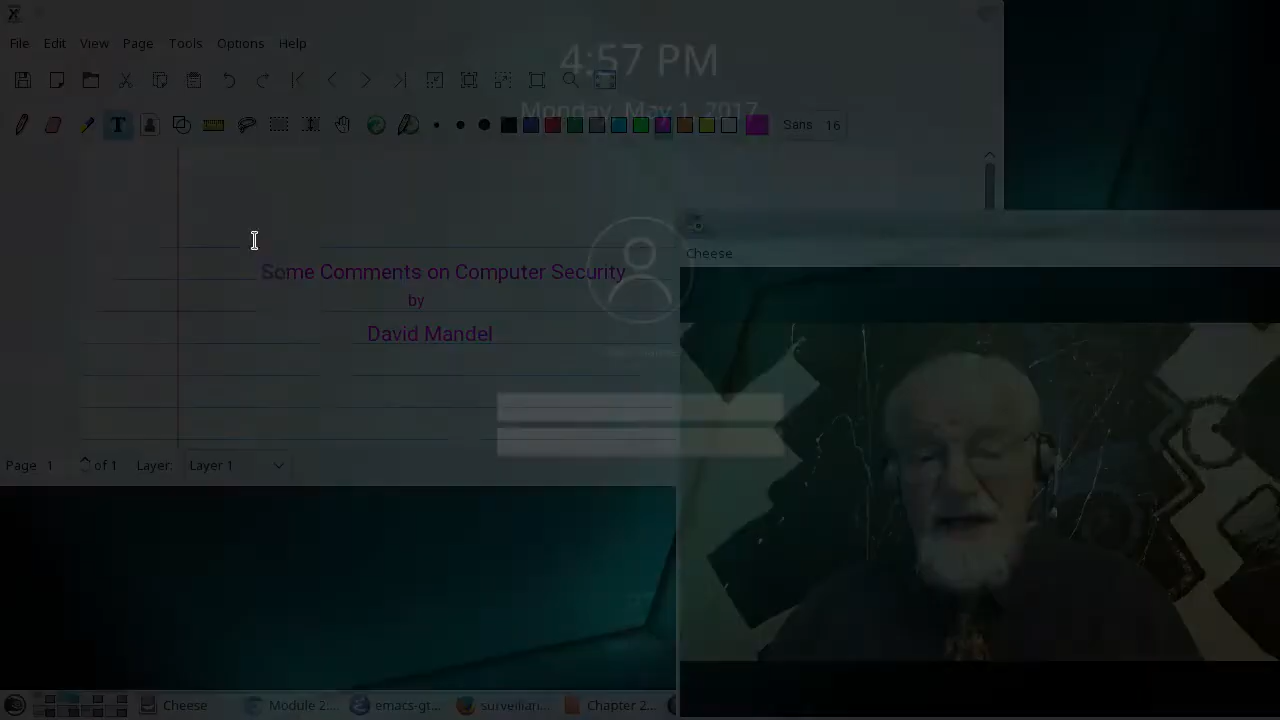 File Edit View Page Tools Options Help
4:57 PM
Monday, May 1, 2017
T
Sans 16
Cheese
Some Comments on Computer Security
by
David Mandel
Page 1 of 1 Layer: Layer 1
Cheese Module 2... emacs-gt... surveillan... Chapter 2...